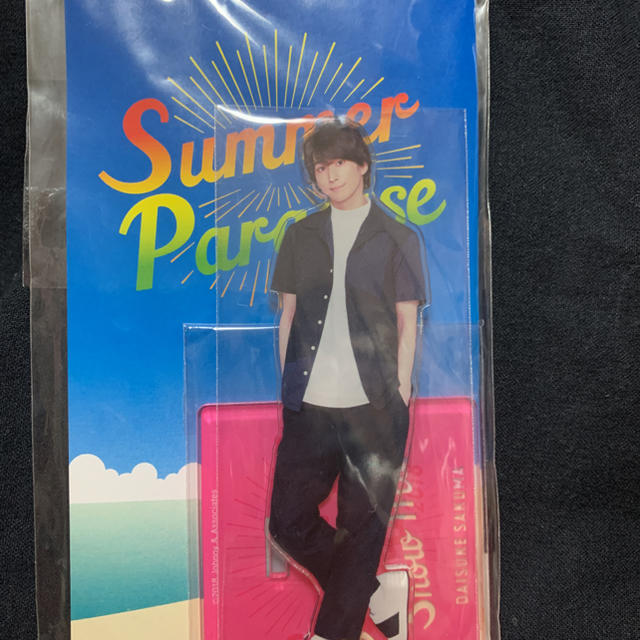 Summer
Paradise
©2018 Johnny & Associates
Snow Man
DAISUKE SAKUMA